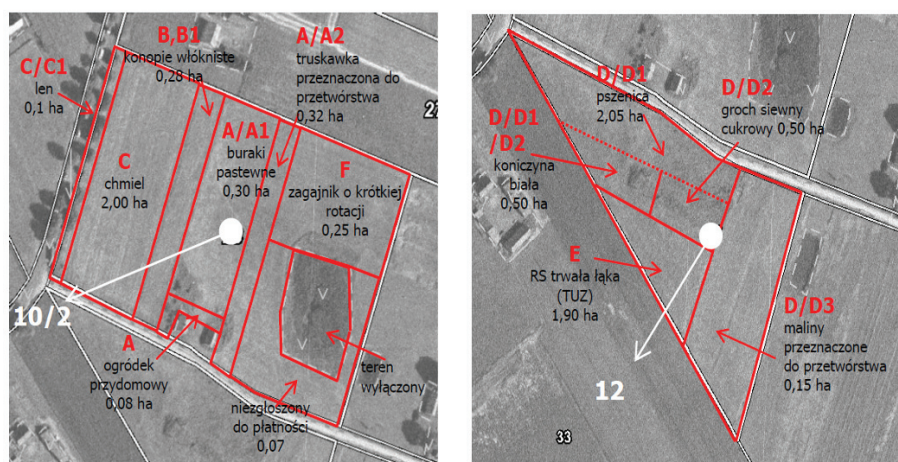 B,B1
konopie włókniste
0,28 ha
A/A2
truskawka
przeznaczona do
przetwórstwa
0,32 ha
C/C1
len
0,1 ha
27
A/A1
buraki
pastewne
0,30 ha
C
chmiel
2,00 ha
F
zagajnik o krótkiej
rotacji
0,25 ha
10/2
A
ogródek
przydomowy
0,08 ha
teren
wyłączony
niezgłoszony
do płatności
0,07
D/D1
pszenica
2,05 ha
D/D2
groch siewny
cukrowy 0,50 ha
D/D1
/D2
koniczyna
biała
0,50 ha
E
RS trwała łąka
(TUZ)
1,90 ha
D/D3
maliny
przeznaczone
do przetwórstwa
0,15 ha
12
33